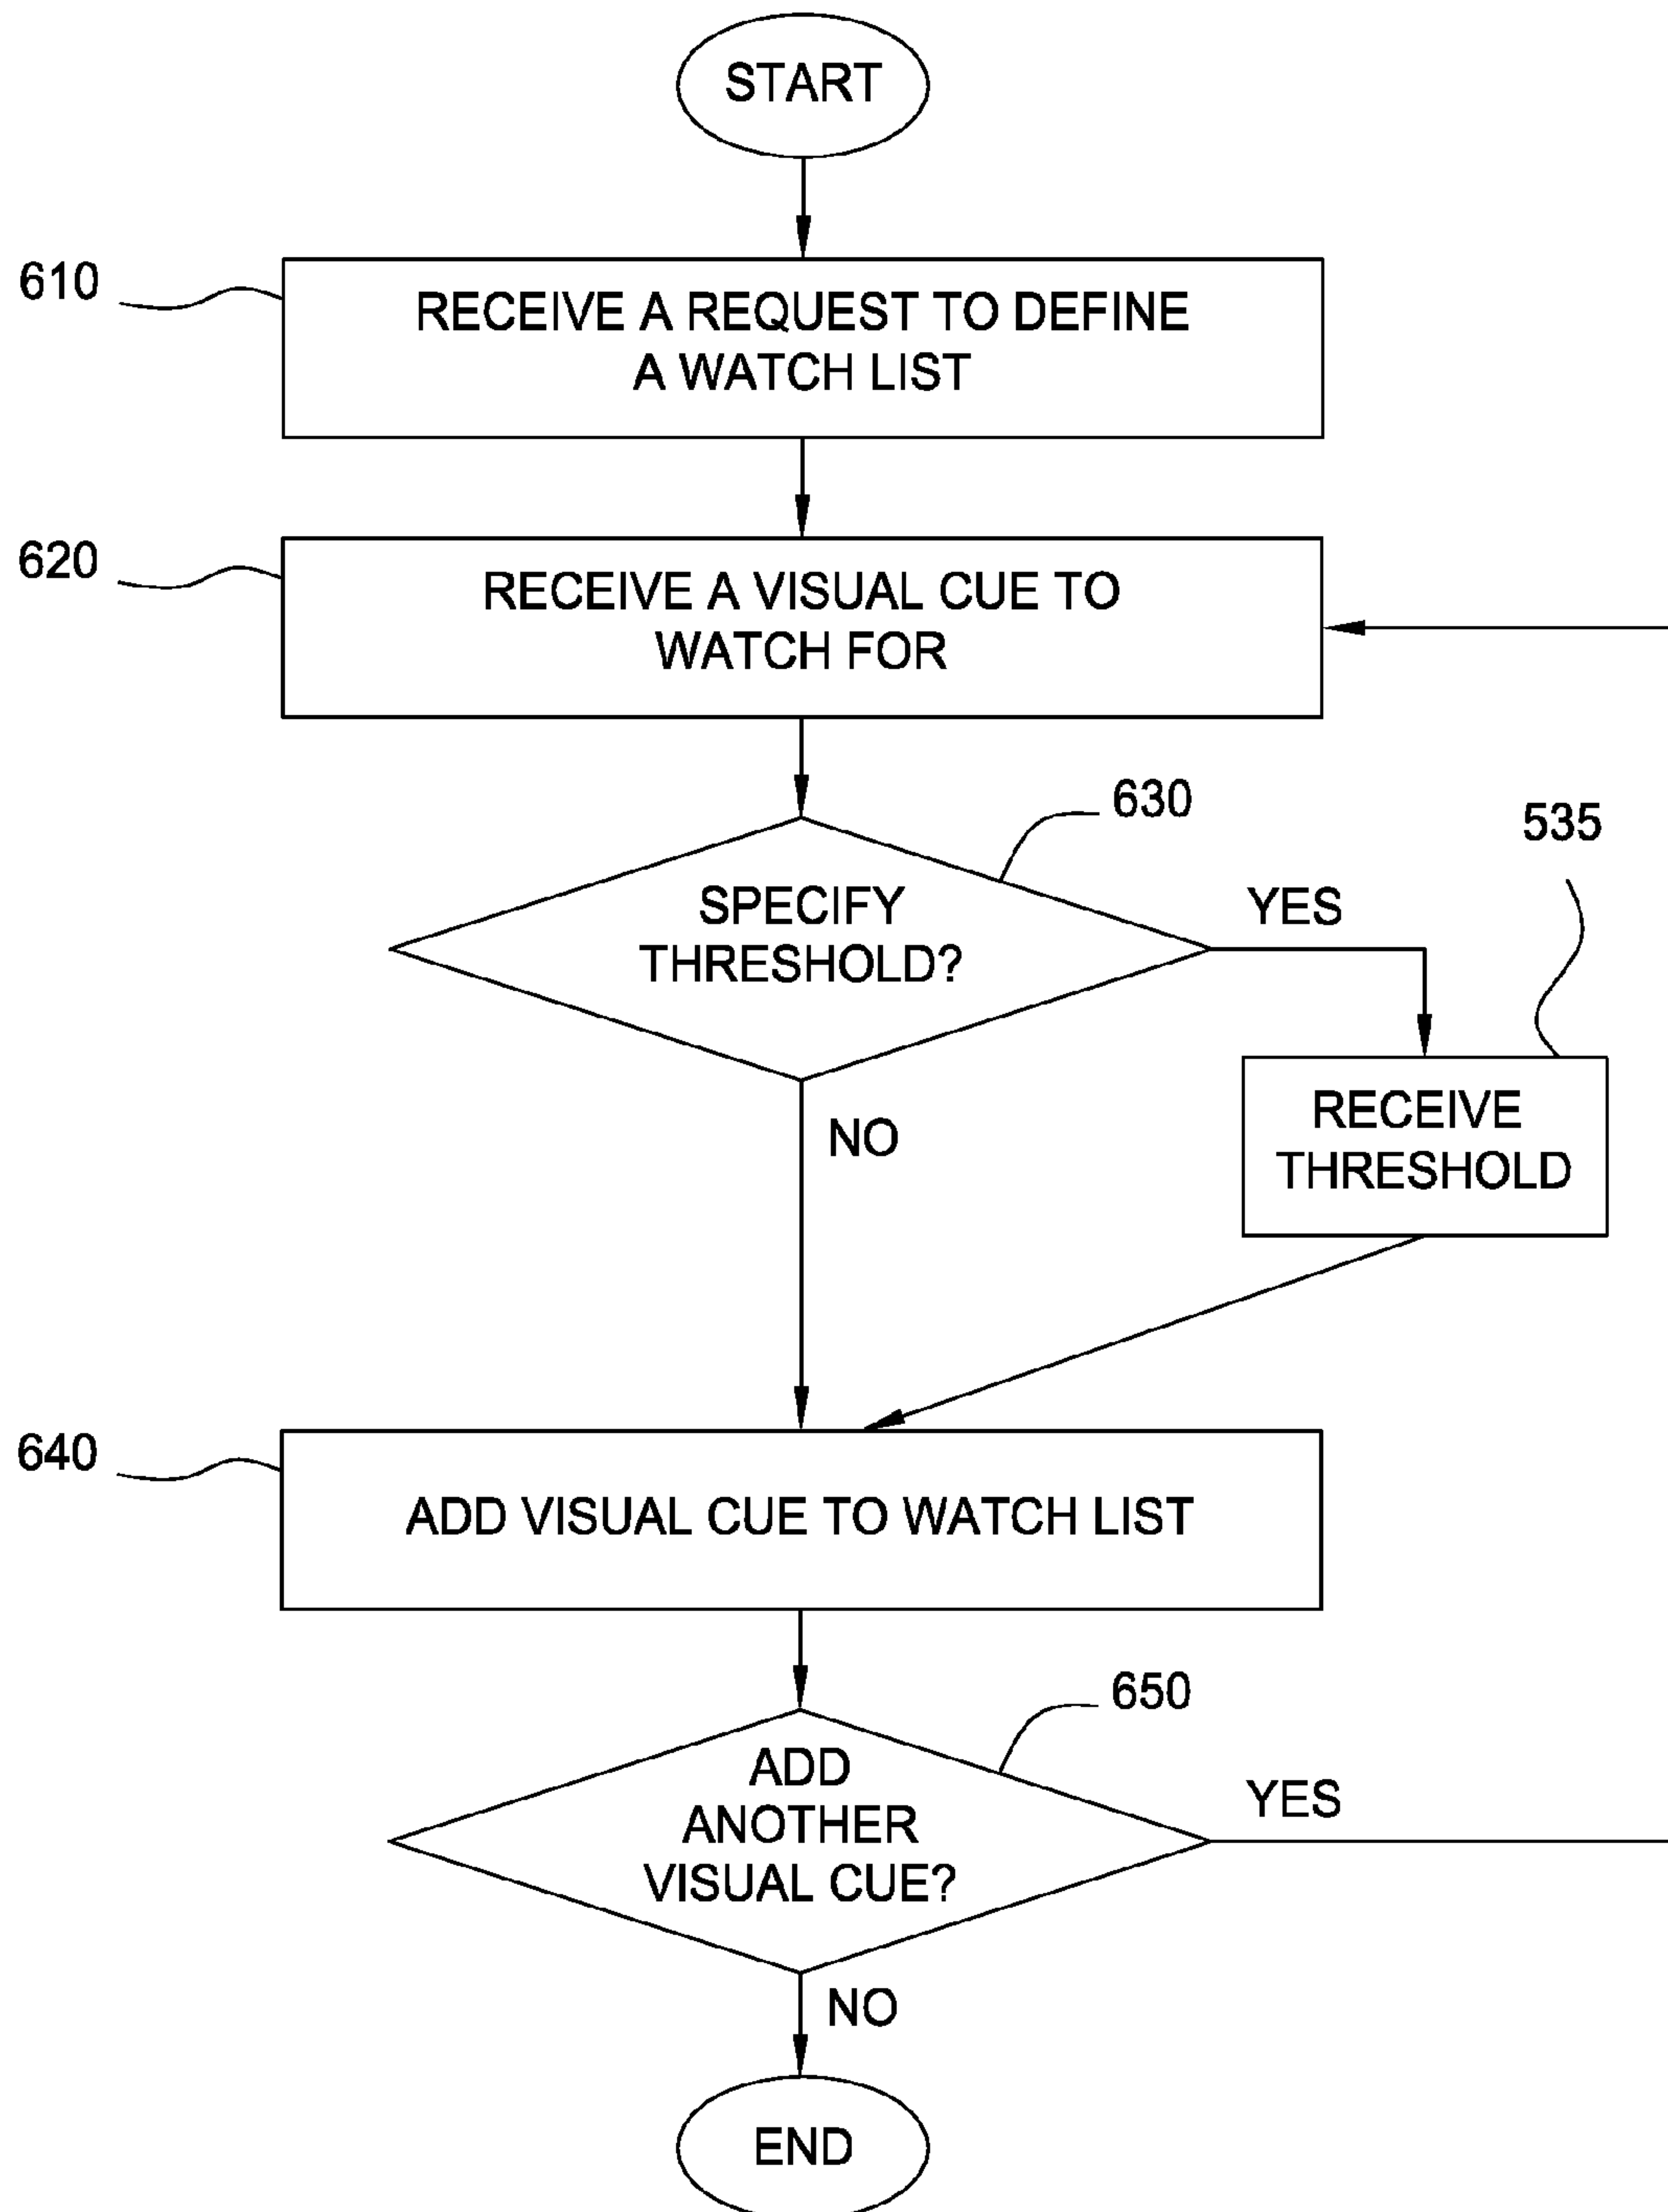 START
610
RECEIVE A REQUEST TO DEFINE
A WATCH LIST
620
RECEIVE A VISUAL CUE TO
WATCH FOR
630
535
SPECIFY
THRESHOLD?
YES
RECEIVE
THRESHOLD
NO
640
ADD VISUAL CUE TO WATCH LIST
650
ADD
ANOTHER
VISUAL CUE?
YES
NO
END